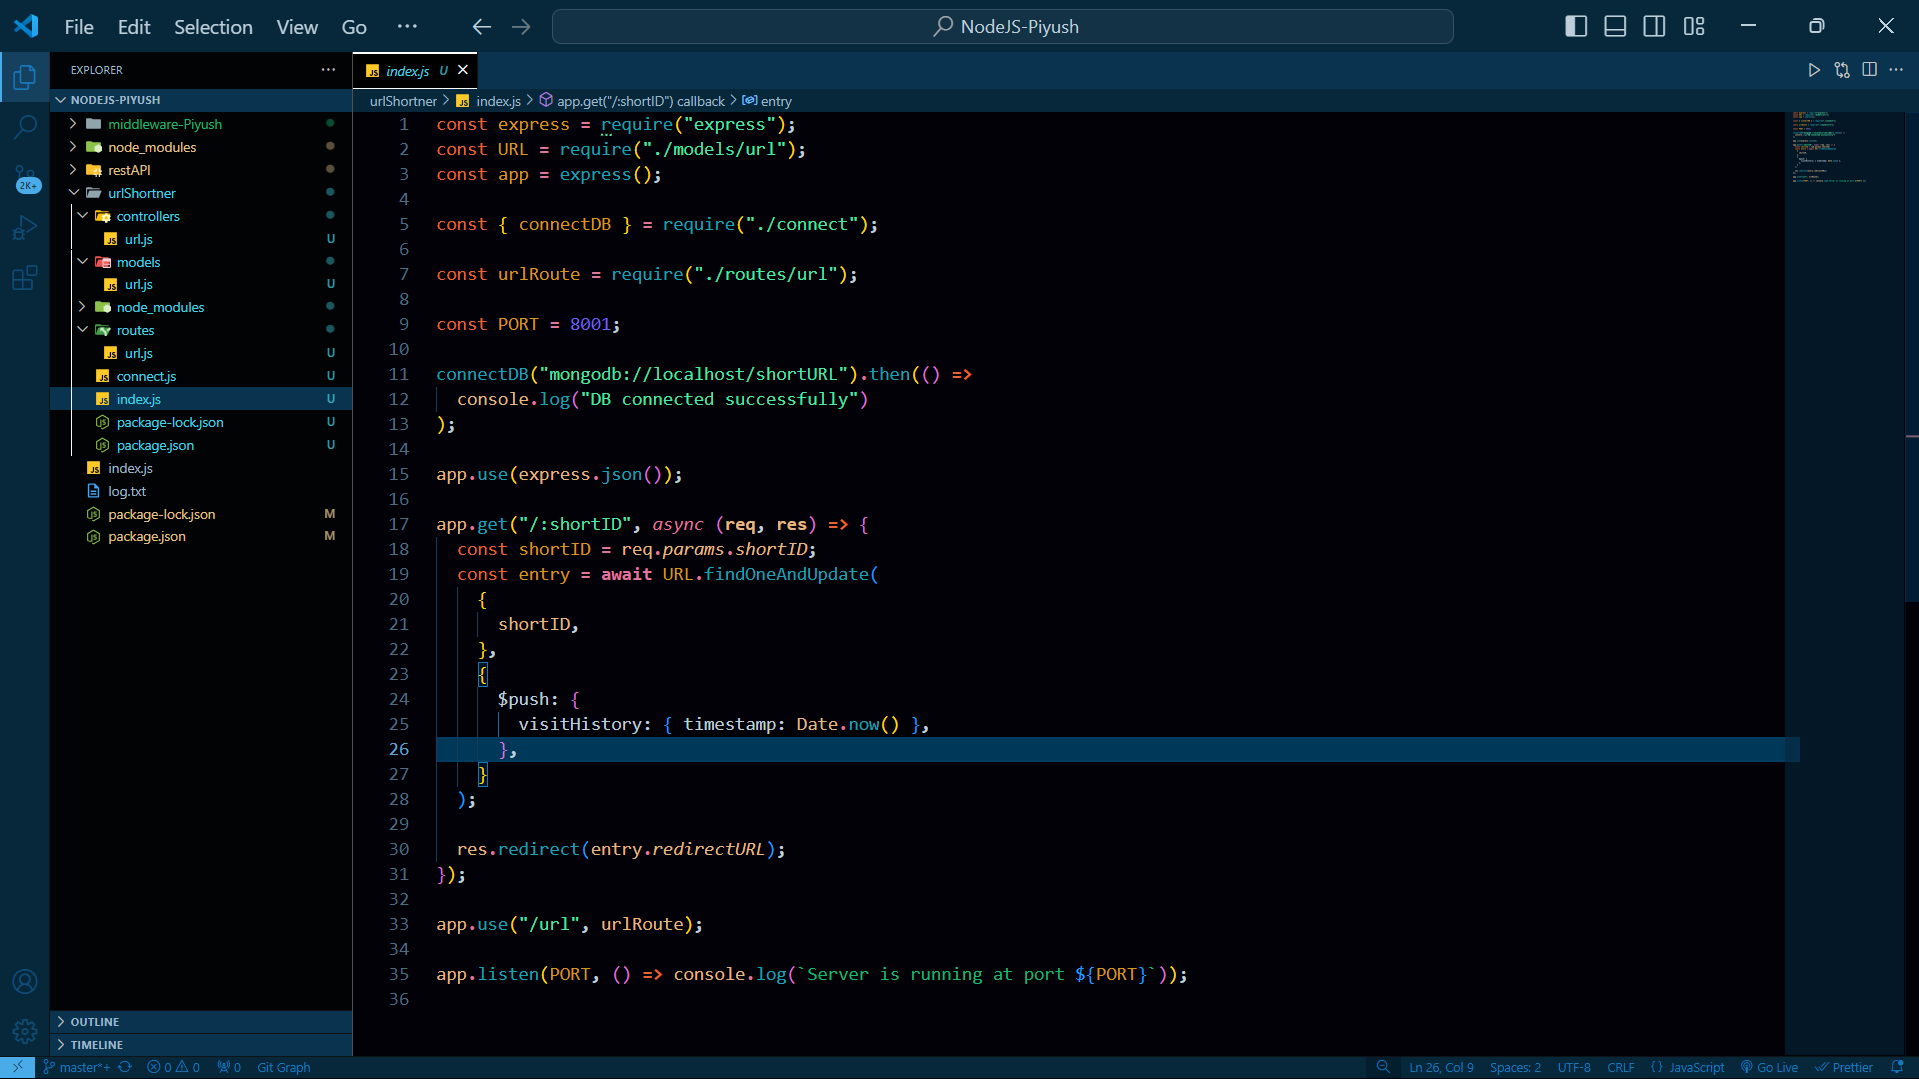 File Edit Selection View Go ··· NodeJS-Piyush
EXPLORER ···
NODEJS-PIYUSH
middleware-Piyush
node_modules
restAPI
urlShortner
controllers
url.js U
models
url.js U
node_modules
routes
url.js U
connect.js U
index.js U
package-lock.json U
package.json U
index.js
log.txt
package-lock.json M
package.json M
OUTLINE
TIMELINE
2K+
JS index.js U
urlShortner > JS index.js > app.get("/:shortID") callback > entry
1 const express = require("express");
2 const URL = require("./models/url");
3 const app = express();
4
5 const { connectDB } = require("./connect");
6
7 const urlRoute = require("./routes/url");
8
9 const PORT = 8001;
10
11 connectDB("mongodb://localhost/shortURL").then(() =>
12 console.log("DB connected successfully")
13 );
14
15 app.use(express.json());
16
17 app.get("/:shortID", async (req, res) => {
18 const shortID = req.params.shortID;
19 const entry = await URL.findOneAndUpdate(
20 {
21 shortID,
22 },
23 {
24 $push: {
25 visitHistory: { timestamp: Date.now() },
26 },
27 }
28 );
29
30 res.redirect(entry.redirectURL);
31 });
32
33 app.use("/url", urlRoute);
34
35 app.listen(PORT, () => console.log(`Server is running at port ${PORT}`));
36
master*+ 0 0 0 Git Graph Ln 26, Col 9 Spaces: 2 UTF-8 CRLF {} JavaScript Go Live Prettier